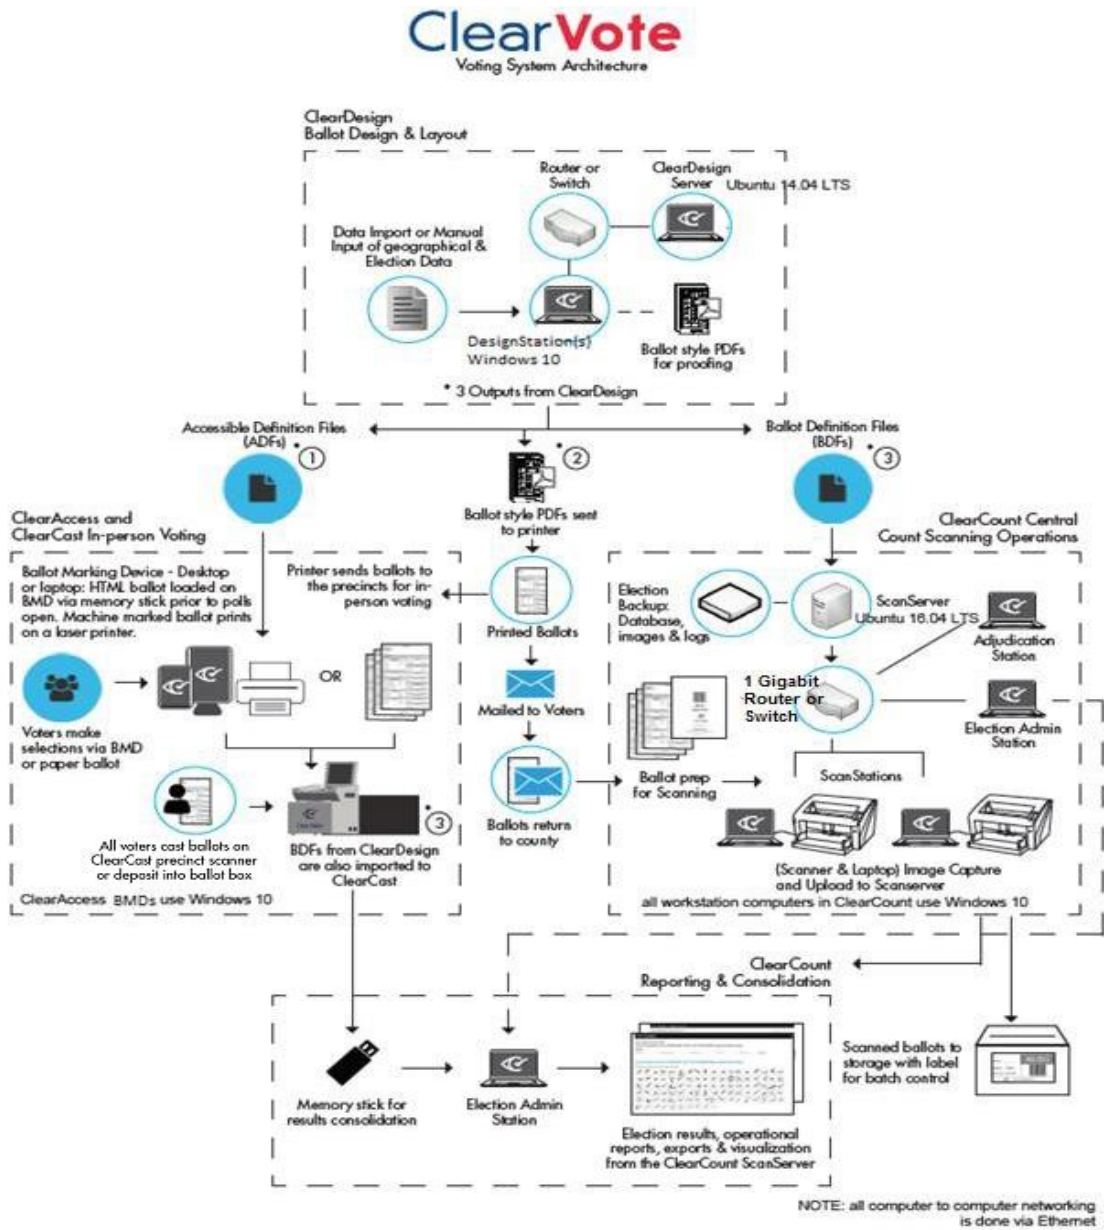 ClearVote
Voting System Architecture
ClearDesign
Ballot Design & Layout
Router or
Switch
ClearDesign
Server
Ubuntu 14.04 LTS
Data Import or Manual
Input of geographical &
Election Data
DesignStation(s)
Windows 10
Ballot style PDFs
for proofing
* 3 Outputs from ClearDesign
Accessible Definition Files
(ADFs) * 1
* 2
Ballot Definition Files
(BDFs) * 3
Ballot style PDFs sent
to printer
ClearAccess and
ClearCast In-person Voting
ClearCount Central
Count Scanning Operations
Ballot Marking Device - Desktop
or laptop: HTML ballot loaded on
BMD via memory stick prior to polls
open. Machine marked ballot prints
on a laser printer.
Printer sends ballots to
the precincts for in-
person voting
Printed Ballots
Election
Backup:
Database,
images & logs
ScanServer
Ubuntu 16.04 LTS
Adjudication
Station
OR
Voters make
selections via BMD
or paper ballot
Mailed to Voters
1 Gigabit
Router or
Switch
Election Admin
Station
Ballot prep
for Scanning
ScanStations
* 3
Ballots return
to county
All voters cast ballots on
ClearCast precinct scanner
or deposit into ballot box
BDFs from ClearDesign
are also imported to
ClearCast
(Scanner & Laptop) Image Capture
and Upload to Scanserver
ClearAccess BMDs use Windows 10
all workstation computers in ClearCount use Windows 10
ClearCount
Reporting & Consolidation
Memory stick for
results consolidation
Election Admin
Station
Election results, operational
reports, exports & visualization
from the ClearCount ScanServer
Scanned ballots to
storage with label
for batch control
NOTE: all computer to computer networking
is done via Ethernet